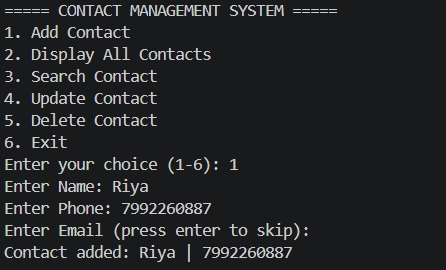 ===== CONTACT MANAGEMENT SYSTEM =====
1. Add Contact
2. Display All Contacts
3. Search Contact
4. Update Contact
5. Delete Contact
6. Exit
Enter your choice (1-6): 1
Enter Name: Riya
Enter Phone: 7992260887
Enter Email (press enter to skip):
Contact added: Riya | 7992260887